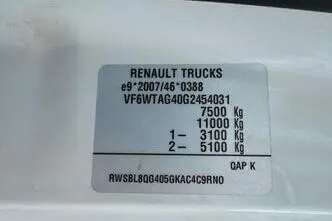 RENAULT TRUCKS
e9*2007/46*0388
VF6WTAG40G2454031
7500 Kg
11000 Kg
1- 3100 Kg
2- 5100 Kg
QAP K
RWSBL8QG405GKAC4C9RN0